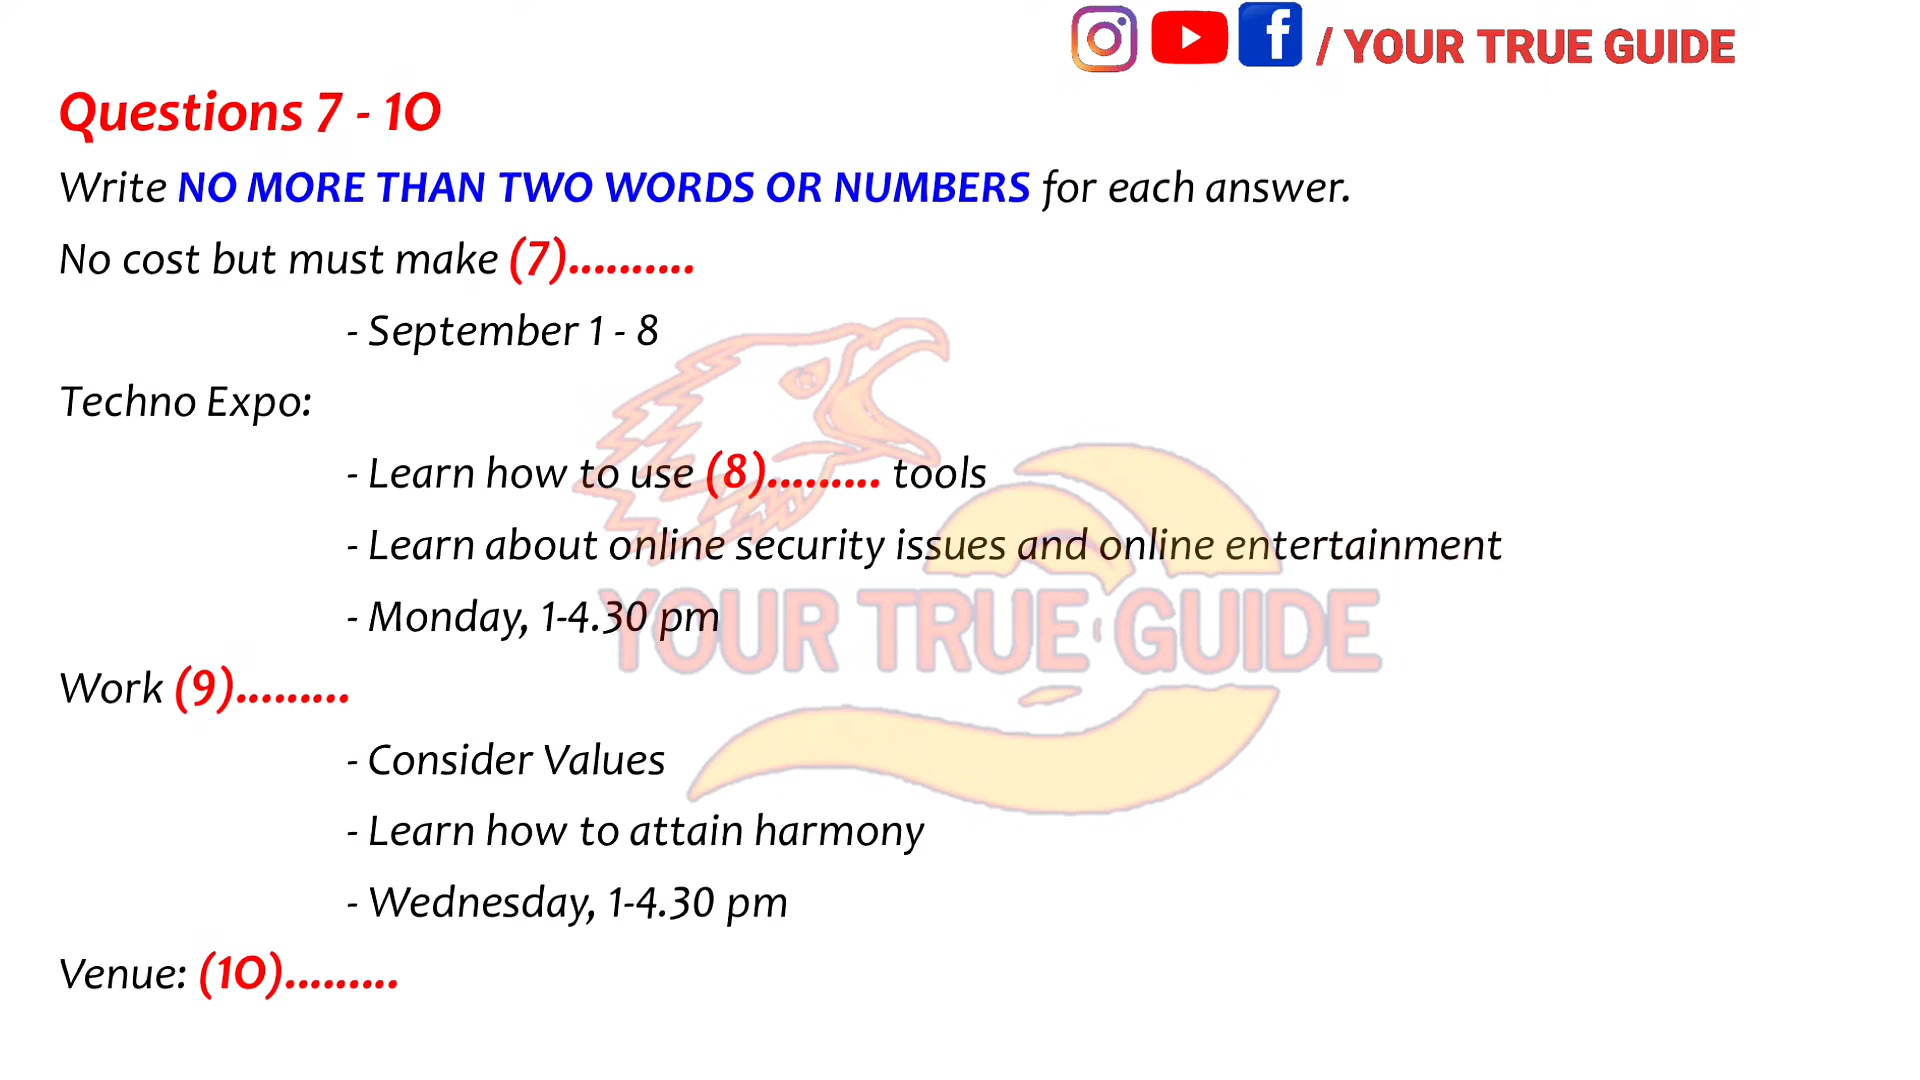 / YOUR TRUE GUIDE
Questions 7 - 10
Write NO MORE THAN TWO WORDS OR NUMBERS for each answer.
No cost but must make (7)..........
- September 1 - 8
Techno Expo:
- Learn how to use (8)......... tools
- Learn about online security issues and online entertainment
- Monday, 1-4.30 pm
YOUR TRUE GUIDE
Work (9).........
- Consider Values
- Learn how to attain harmony
- Wednesday, 1-4.30 pm
Venue: (10).........